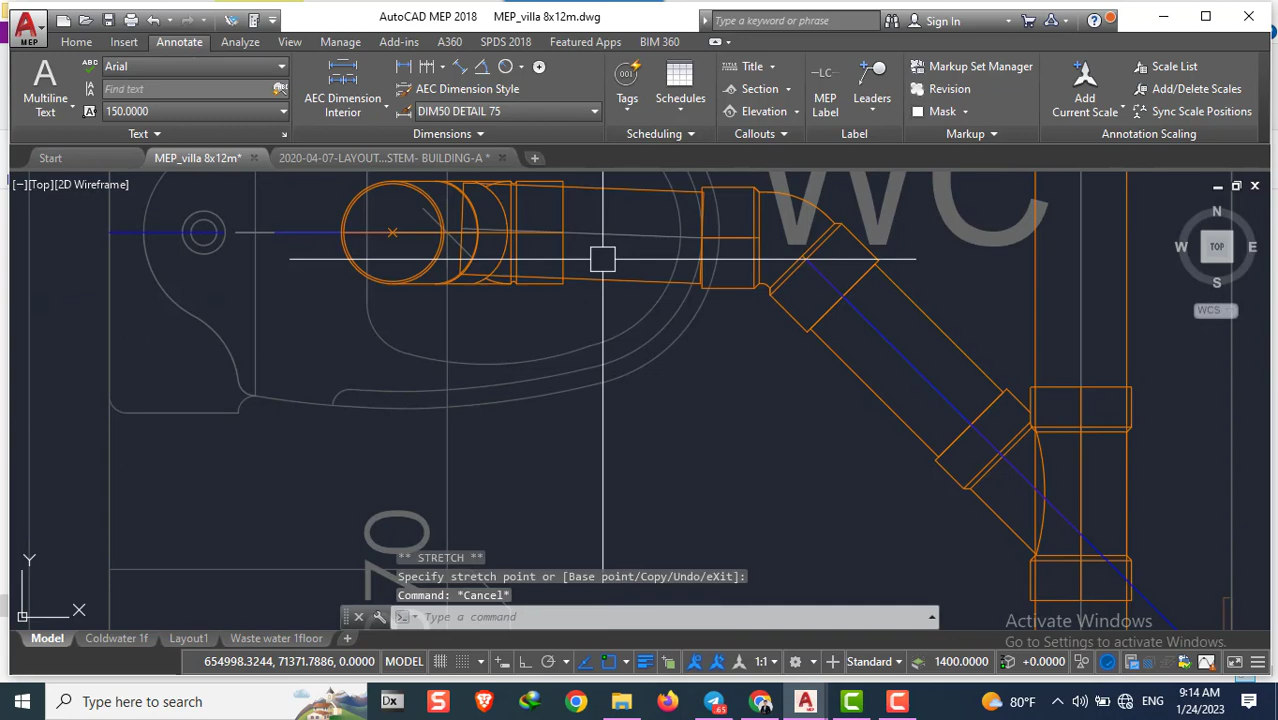 AutoCAD MEP 2018 MEP_villa 8x12m.dwg
Type a keyword or phrase
Sign In
MEP
Home Insert Annotate Analyze View Manage Add-ins A360 SPDS 2018 Featured Apps BIM 360
Multiline Text
ABC Arial
Find text
150.0000
Text
AEC Dimension Interior
AEC Dimension Style
DIM50 DETAIL 75
Dimensions
Tags
Schedules
Scheduling
Title
Section
Elevation
Callouts
MEP Label
Leaders
Label
Markup Set Manager
Revision
Mask
Markup
Add Current Scale
Scale List
Add/Delete Scales
Sync Scale Positions
Annotation Scaling
Start MEP_villa 8x12m* 2020-04-07-LAYOUT...STEM- BUILDING-A *
[−][Top][2D Wireframe]
WC
N
W TOP E
S
WCS
Y
X
** STRETCH **
Specify stretch point or [Base point/Copy/Undo/eXit]:
Command: *Cancel*
Type a command
Activate Windows
Go to Settings to activate Windows.
Model Coldwater 1f Layout1 Waste water 1floor
654998.3244, 71371.7886, 0.0000 MODEL 1:1 Standard 1400.0000 +0.0000
Type here to search
Dx
65
80°F
ENG
9:14 AM
1/24/2023